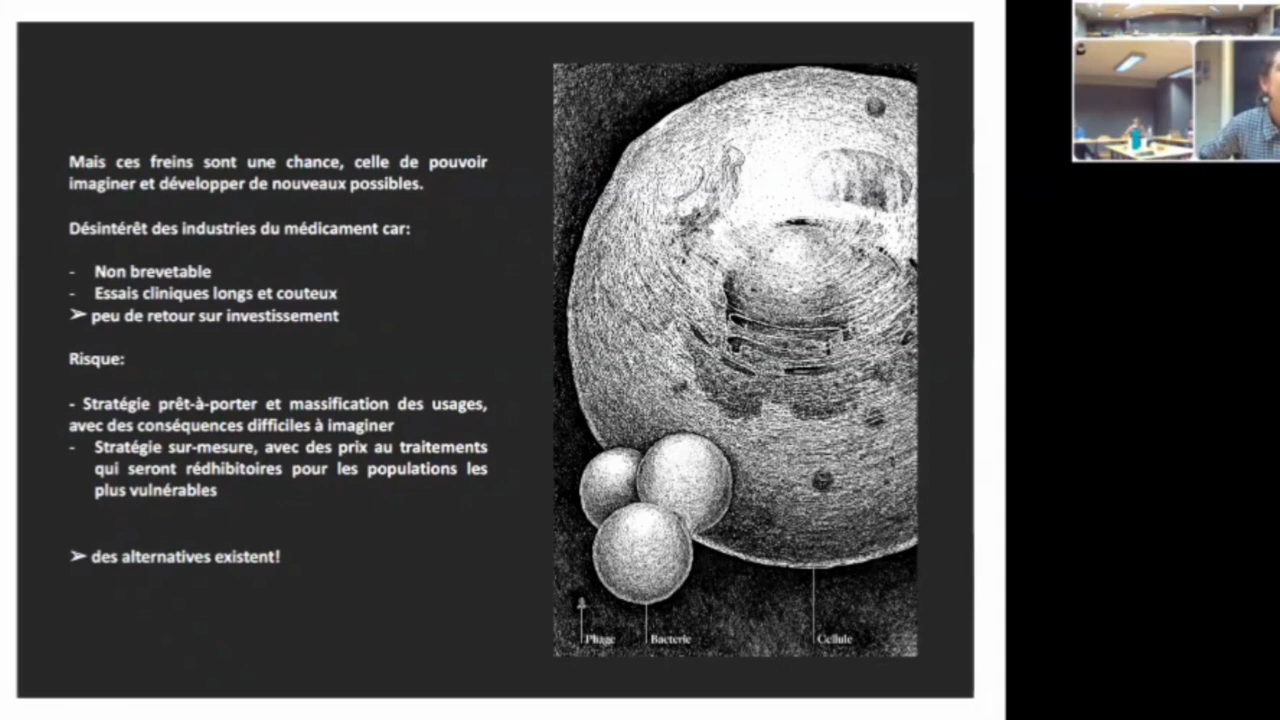 Mais ces freins sont une chance, celle de pouvoir
imaginer et développer de nouveaux possibles.
Désintérêt des industries du médicament car:
- Non brevetable
- Essais cliniques longs et couteux
➢ peu de retour sur investissement
Risque:
- Stratégie prêt-à-porter et massification des usages,
avec des conséquences difficiles à imaginer
- Stratégie sur-mesure, avec des prix au traitements
qui seront rédhibitoires pour les populations les
plus vulnérables
➢ des alternatives existent!
Phage
Bacterie
Cellule